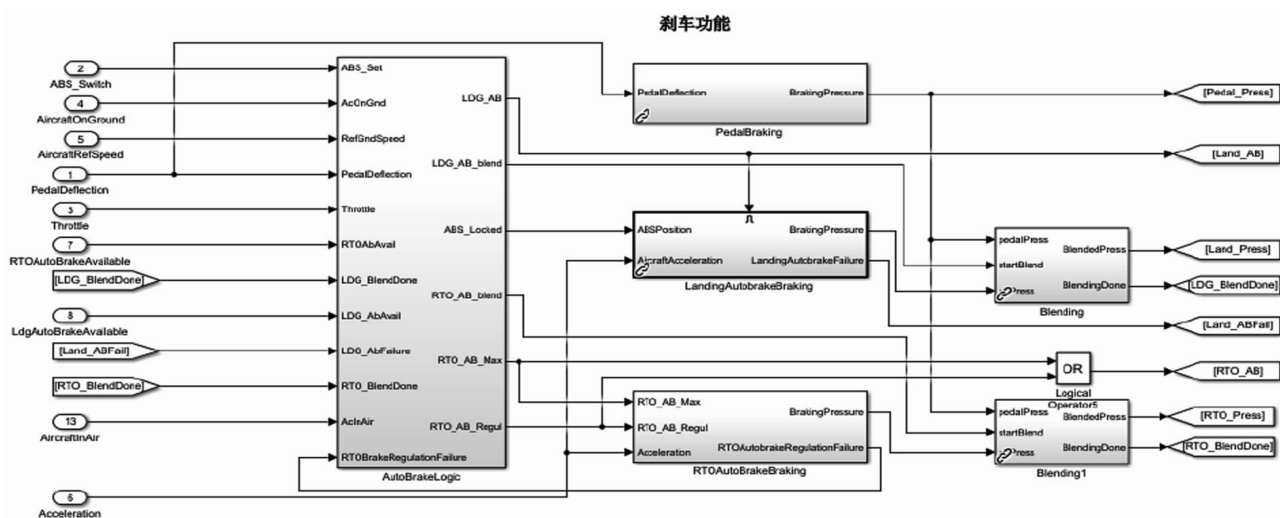 刹车功能
2
ABS_Switch
4
AircraftOnGround
5
AircraftRefSpeed
1
PedalDeflection
3
Throttle
7
RTOAutoBrakeAvailable
[LDG_BlendDone]
8
LdgAutoBrakeAvailable
[Land_ABFail]
[RTO_BlendDone]
13
AircraftInAir
6
Acceleration
ABS_Set
AcOnGnd
RefGndSpeed
PedalDeflection
Throttle
RTOAbAvail
LDG_BlendDone
LDG_AbAvail
LDG_AbFailure
RTO_BlendDone
AcInAir
RTOBrakeRegulationFailure
LDG_AB
LDG_AB_blend
ABS_Locked
RTO_AB_blend
RTO_AB_Max
RTO_AB_Regul
AutoBrakeLogic
PedalDeflection
BrakingPressure
PedalBraking
ABSPosition
AircraftAcceleration
BrakingPressure
LandingAutobrakeFailure
LandingAutobrakeBraking
RTO_AB_Max
RTO_AB_Regul
Acceleration
BrakingPressure
RTOAutobrakeRegulationFailure
RTOAutoBrakeBraking
pedalPress
startBlend
Press
BlendedPress
BlendingDone
Blending
OR
Logical
Operator5
pedalPress
startBlend
Press
BlendedPress
BlendingDone
Blending1
[Pedal_Press]
[Land_AB]
[Land_Press]
[LDG_BlendDone]
[Land_ABFail]
[RTO_AB]
[RTO_Press]
[RTO_BlendDone]